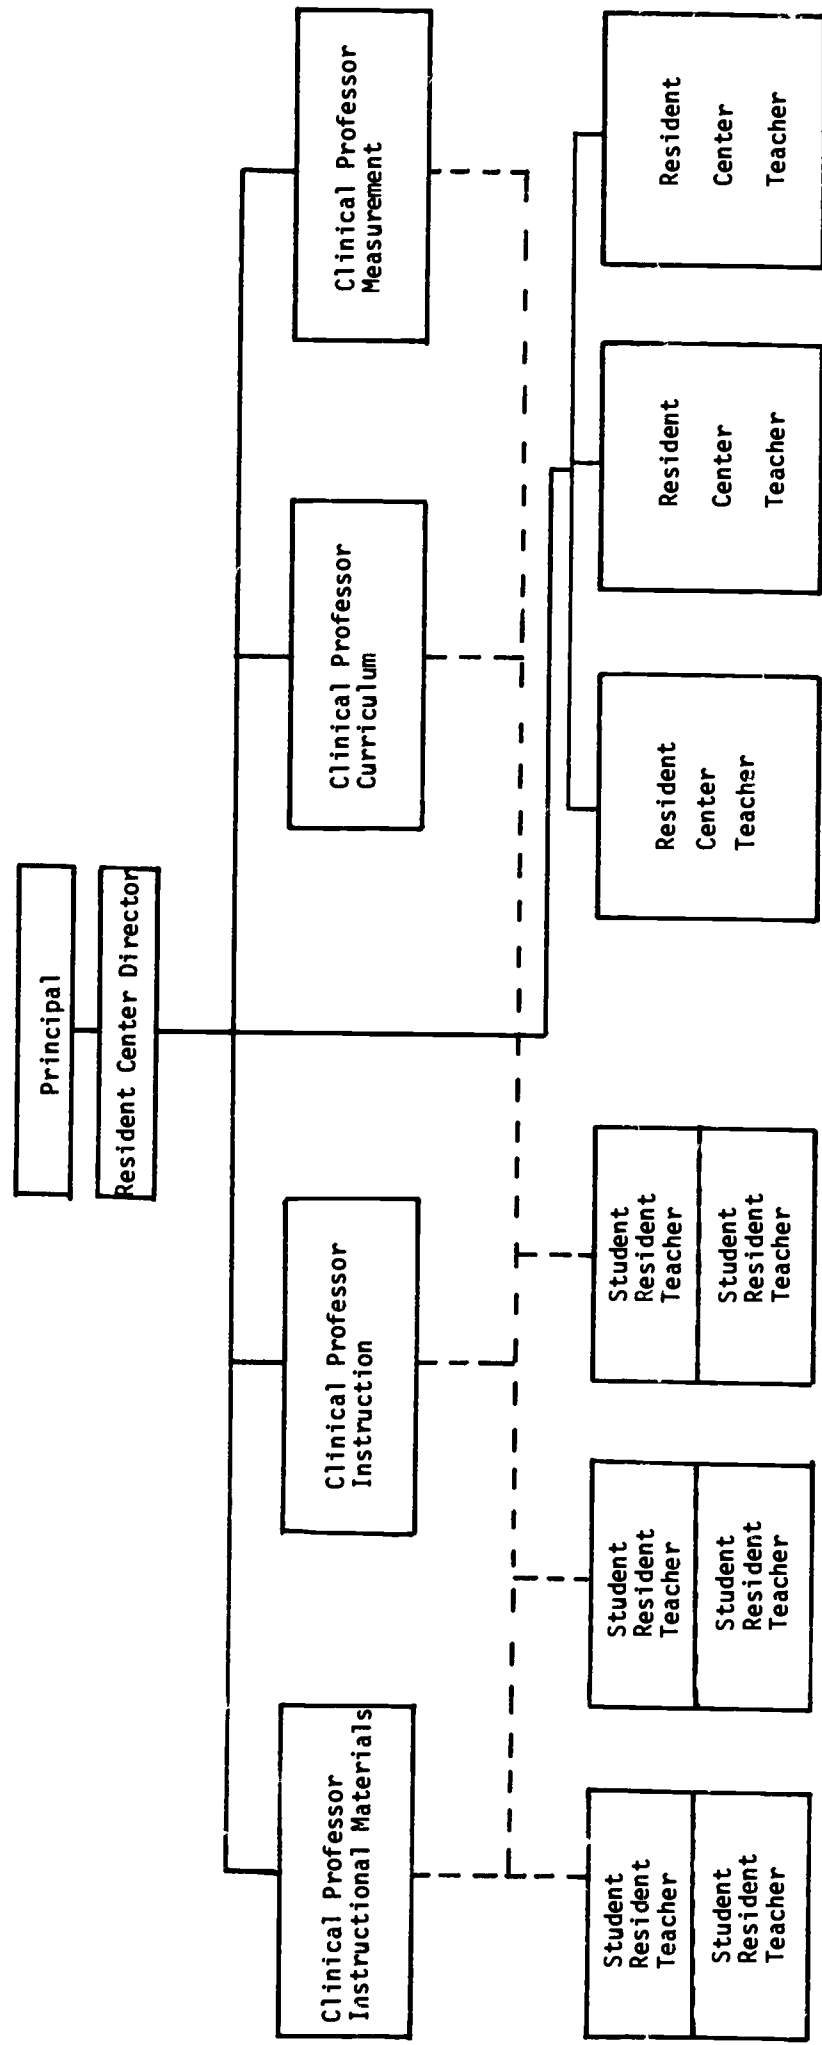 Principal
Resident Center Director
Clinical Professor
Instructional Materials
Clinical Professor
Instruction
Clinical Professor
Curriculum
Clinical Professor
Measurement
Student
Resident
Teacher
Student
Resident
Teacher
Student
Resident
Teacher
Student
Resident
Teacher
Student
Resident
Teacher
Student
Resident
Teacher
Resident
Center
Teacher
Resident
Center
Teacher
Resident
Center
Teacher